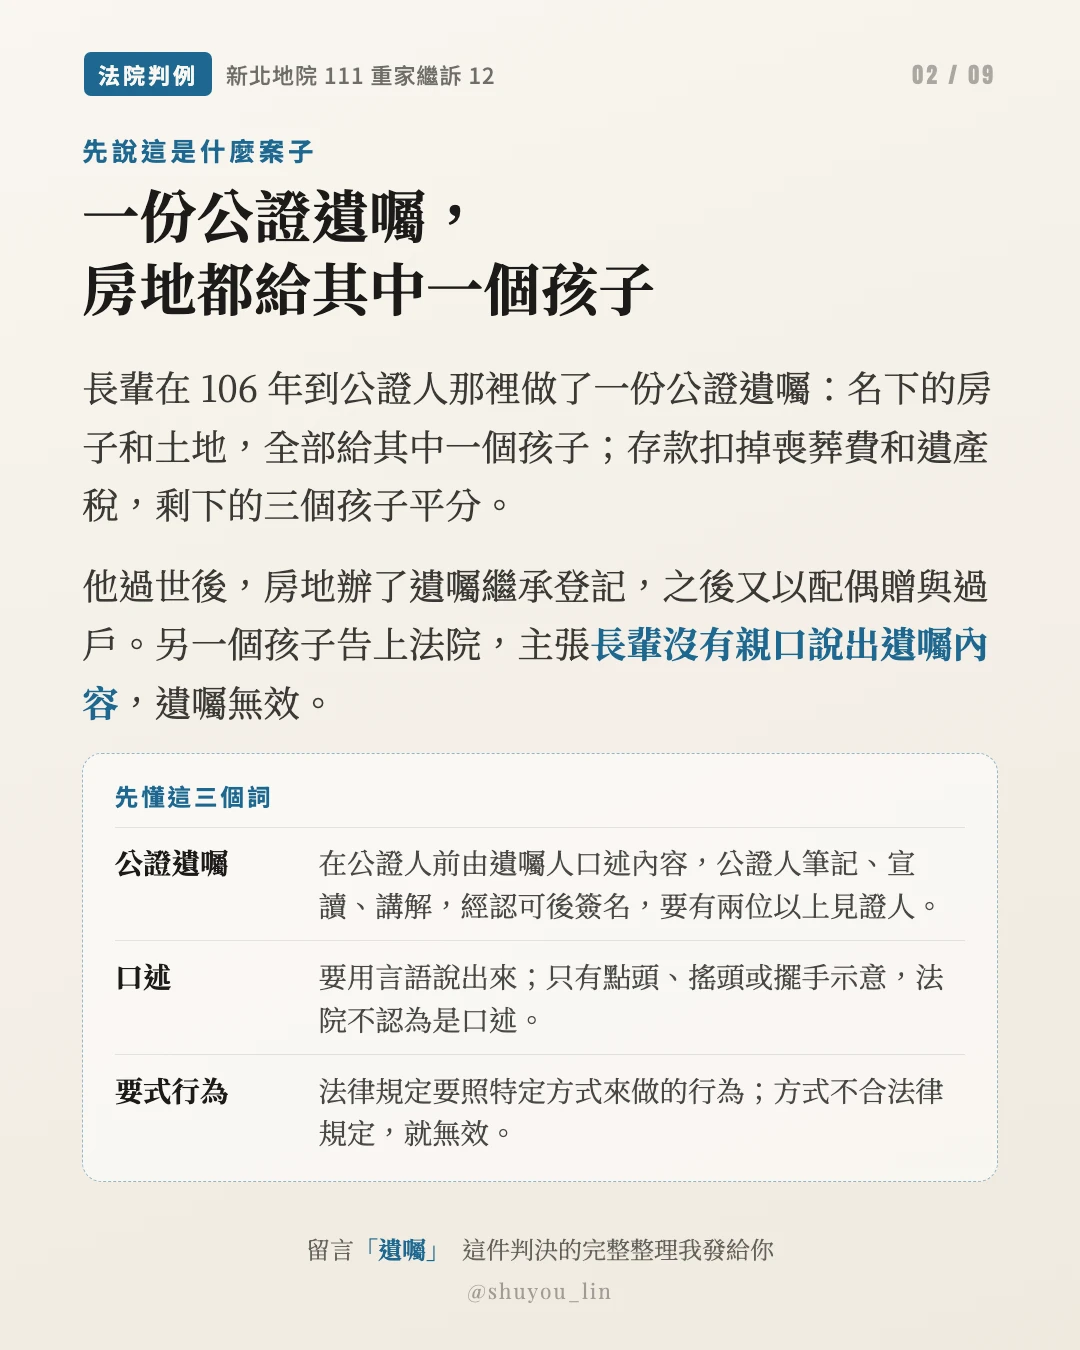 法院判例 新北地院 111 重家繼訴 12 02 / 09
先說這是什麼案子
一份公證遺囑，
房地都給其中一個孩子
長輩在 106 年到公證人那裡做了一份公證遺囑：名下的房
子和土地，全部給其中一個孩子；存款扣掉喪葬費和遺產
稅，剩下的三個孩子平分。
他過世後，房地辦了遺囑繼承登記，之後又以配偶贈與過
戶。另一個孩子告上法院，主張長輩沒有親口說出遺囑內
容，遺囑無效。
先懂這三個詞
公證遺囑 在公證人前由遺囑人口述內容，公證人筆記、宣
讀、講解，經認可後簽名，要有兩位以上見證人。
口述 要用言語說出來；只有點頭、搖頭或擺手示意，法
院不認為是口述。
要式行為 法律規定要照特定方式來做的行為；方式不合法律
規定，就無效。
留言「遺囑」 這件判決的完整整理我發給你
@shuyou_lin